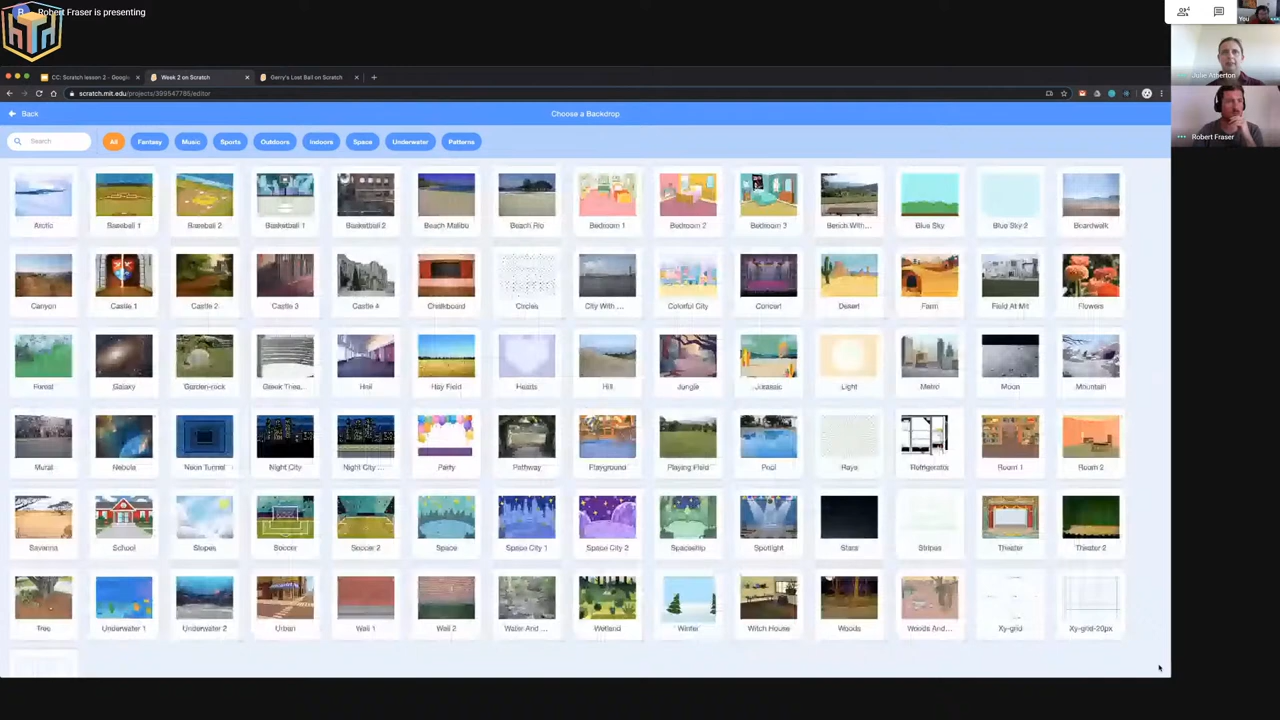 Robert Fraser is presenting
4
You
CC: Scratch lesson 2 - Google
Week 2 on Scratch
Gerry's Lost Ball on Scratch
scratch.mit.edu/projects/399547785/editor
Julie Atherton
Robert Fraser
Back
Choose a Backdrop
Search
All
Fantasy
Music
Sports
Outdoors
Indoors
Space
Underwater
Patterns
Arctic
Baseball 1
Baseball 2
Basketball 1
Basketball 2
Beach Malibu
Beach Rio
Bedroom 1
Bedroom 2
Bedroom 3
Bench With...
Blue Sky
Blue Sky 2
Boardwalk
Canyon
Castle 1
Castle 2
Castle 3
Castle 4
Chalkboard
Circles
City With ...
Colorful City
Concert
Desert
Farm
Field At Mit
Flowers
Forest
Galaxy
Garden-rock
Greek Thea...
Hall
Hay Field
Hearts
Hill
Jungle
Jurassic
Light
Metro
Moon
Mountain
Mural
Nebula
Neon Tunnel
Night City
Night City ...
Party
Pathway
Playground
Playing Field
Pool
Rays
Refrigerator
Room 1
Room 2
Savanna
School
Slopes
Soccer
Soccer 2
Space
Space City 1
Space City 2
Spaceship
Spotlight
Stars
Stripes
Theater
Theater 2
Tree
Underwater 1
Underwater 2
Urban
Wall 1
Wall 2
Water And ...
Wetland
Winter
Witch House
Woods
Woods And...
Xy-grid
Xy-grid-20px